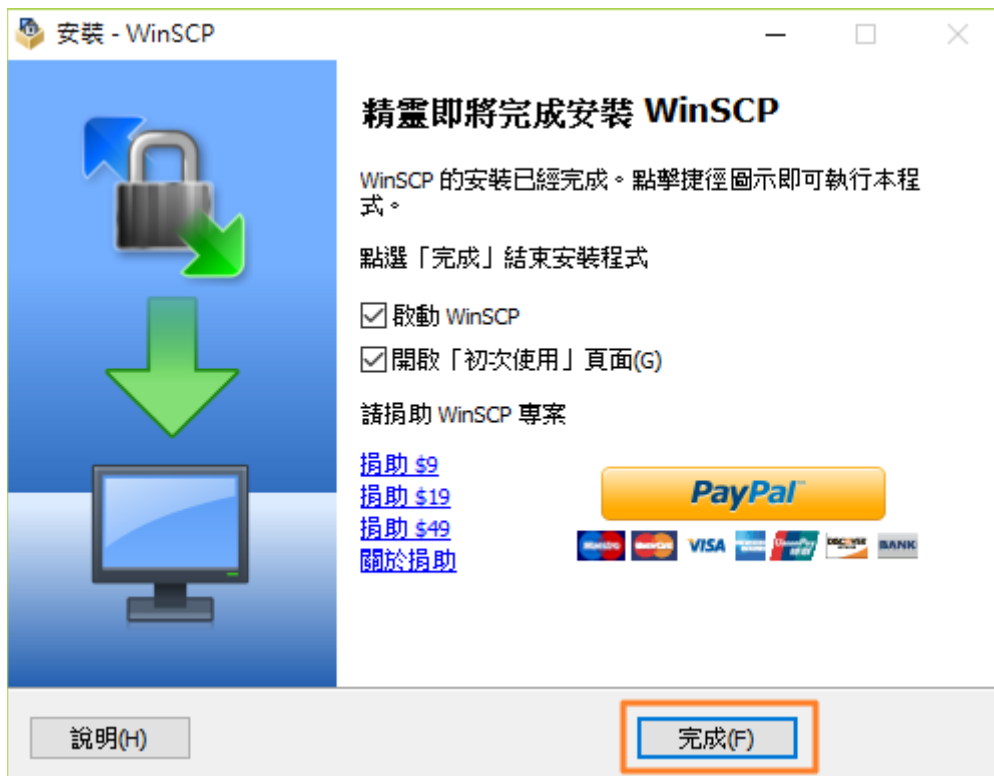 安裝 - WinSCP
精靈即將完成安裝 WinSCP
WinSCP 的安裝已經完成。點擊捷徑圖示即可執行本程
式。
點選「完成」結束安裝程式
啟動 WinSCP
開啟「初次使用」頁面(G)
請捐助 WinSCP 專案
捐助 $9
捐助 $19
捐助 $49
關於捐助
PayPal
VISA
BANK
說明(H)
完成(F)